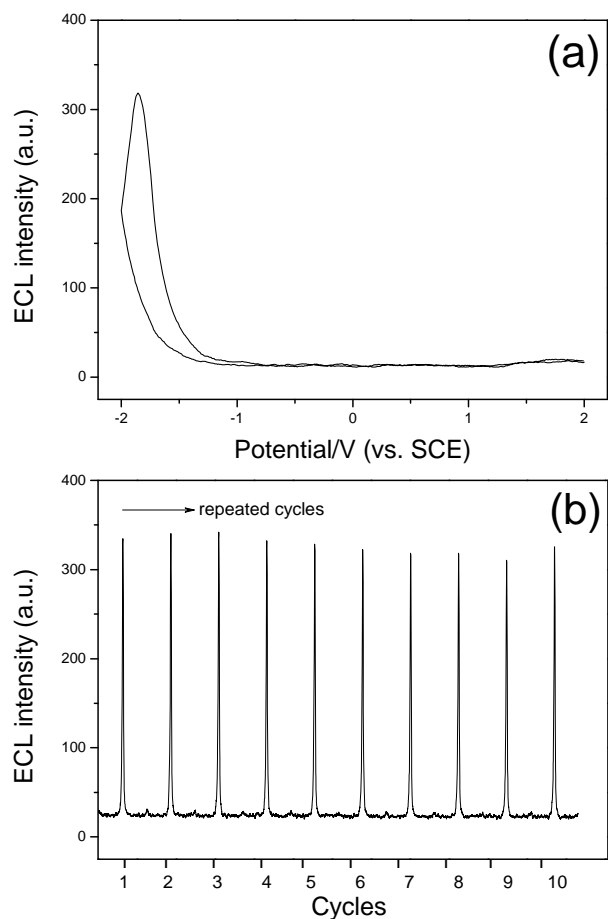 (a)
ECL intensity (a.u.)
400
300
200
100
0
-2 -1 0 1 2
Potential/V (vs. SCE)
(b)
repeated cycles
ECL intensity (a.u.)
400
300
200
100
0
1 2 3 4 5 6 7 8 9 10
Cycles